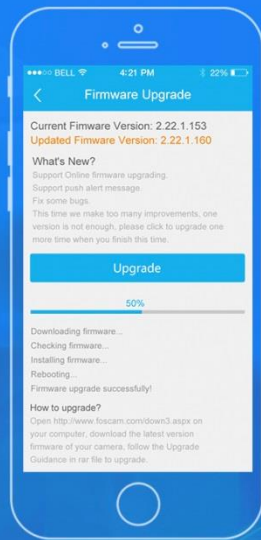 BELL 4:21 PM 22%
Firmware Upgrade
Current Fimware Version: 2.22.1.153
Updated Fimware Version: 2.22.1.160
What's New?
Support Online firmware upgrading.
Support push alert message.
Fix some bugs.
This time we make too many improvements, one
version is not enough, please click to upgrade one
more time when you finish this time.
Upgrade
50%
Downloading firmware...
Checking firmware...
Installing firmware...
Rebooting...
Firmware upgrade successfully!
How to upgrade?
Open http://www.foscam.com/down3.aspx on
your computer, download the latest version
firmware of your camera, follow the Upgrade
Guidance in rar file to upgrade.